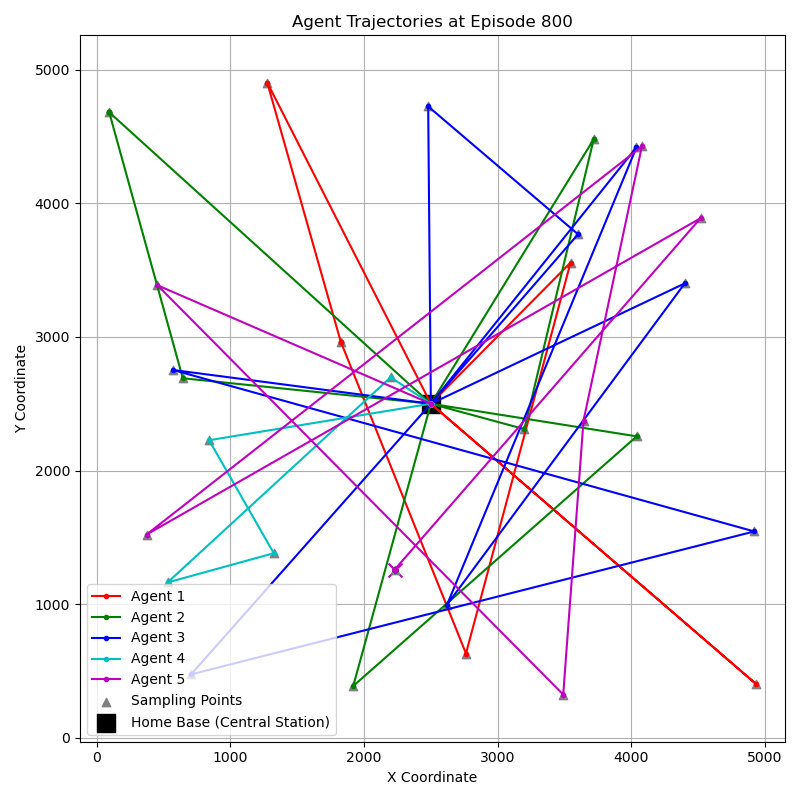 Agent Trajectories at Episode 800
Y Coordinate
5000
4000
3000
2000
1000
0
Agent 1
Agent 2
Agent 3
Agent 4
Agent 5
Sampling Points
Home Base (Central Station)
0 1000 2000 3000 4000 5000
X Coordinate